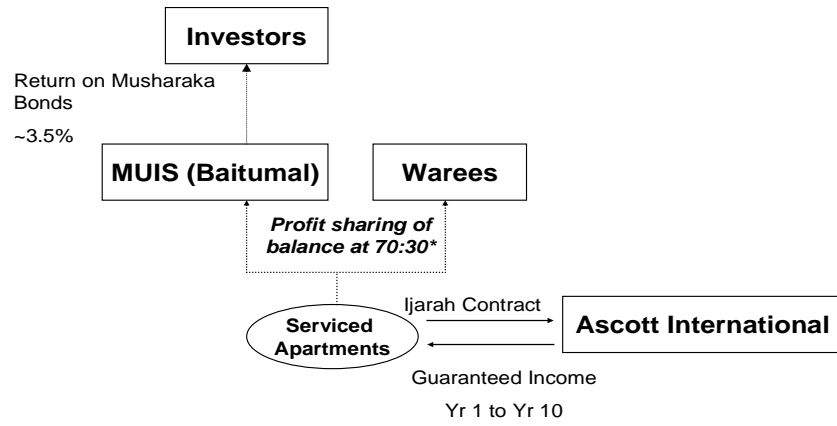 Investors
Return on Musharaka
Bonds
~3.5%
MUIS (Baitumal)
Warees
Profit sharing of
balance at 70:30*
Ijarah Contract
Serviced
Apartments
Ascott International
Guaranteed Income
Yr 1 to Yr 10